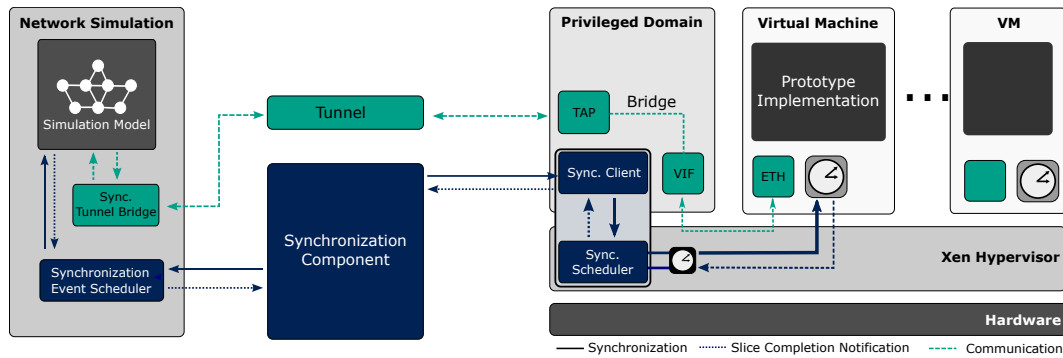 Network Simulation
Simulation Model
Sync.
Tunnel Bridge
Synchronization
Event Scheduler
Tunnel
Synchronization
Component
Privileged Domain
TAP
Bridge
Sync. Client
VIF
Sync.
Scheduler
Virtual Machine
Prototype
Implementation
ETH
...
VM
Xen Hypervisor
Hardware
Synchronization
Slice Completion Notification
Communication